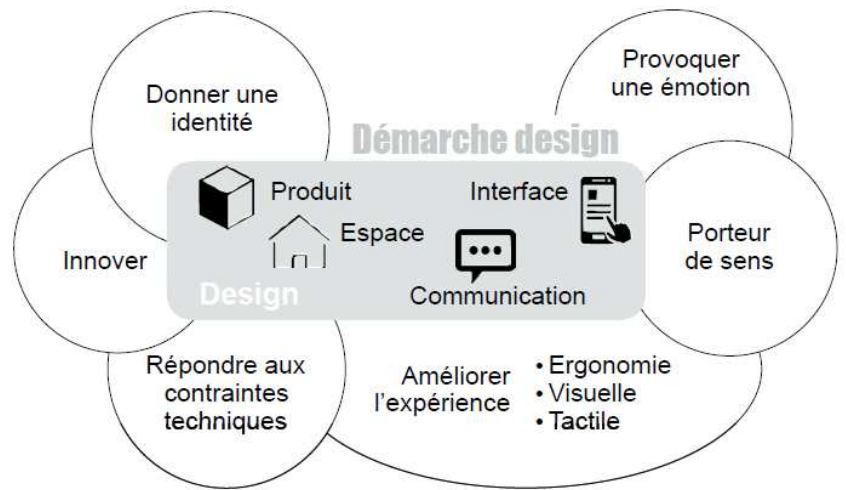 Donner une
identité
Provoquer
une émotion
Démarche design
Produit
Interface
Espace
Innover
Porteur
de sens
Design
Communication
Répondre aux
contraintes
techniques
Améliorer
l'expérience
• Ergonomie
• Visuelle
• Tactile